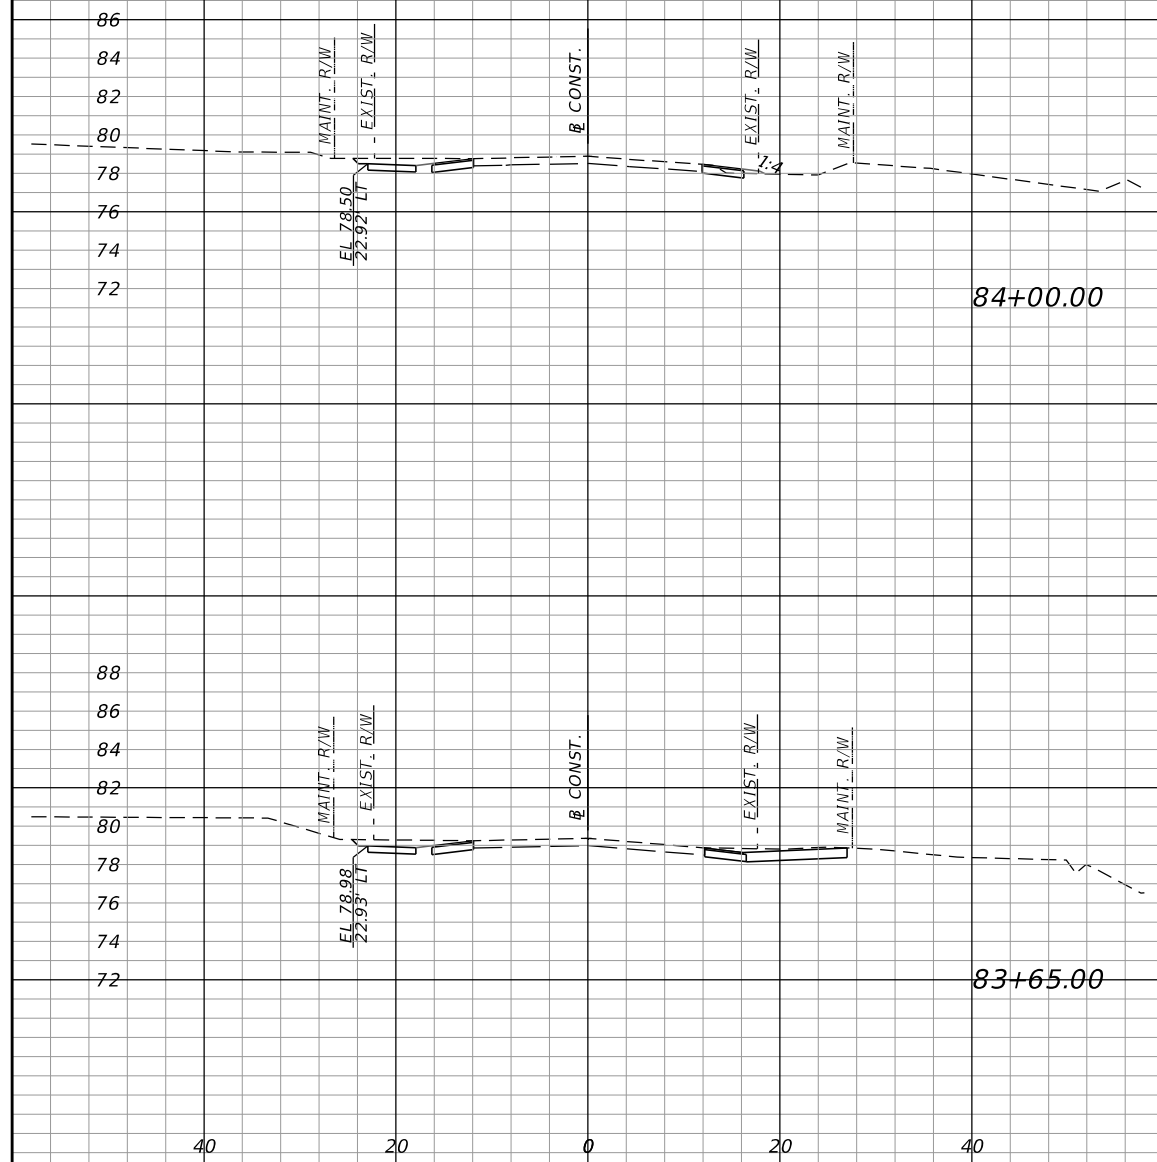 86
84
82
80
78
76
74
72
MAINT. R/W
EXIST. R/W
℄ CONST.
EXIST. R/W
MAINT. R/W
1:4
EL 78.50
22.92' LT
84+00.00
88
86
84
82
80
78
76
74
72
MAINT. R/W
EXIST. R/W
℄ CONST.
EXIST. R/W
MAINT. R/W
EL 78.98
22.93' LT
83+65.00
40
20
0
20
40